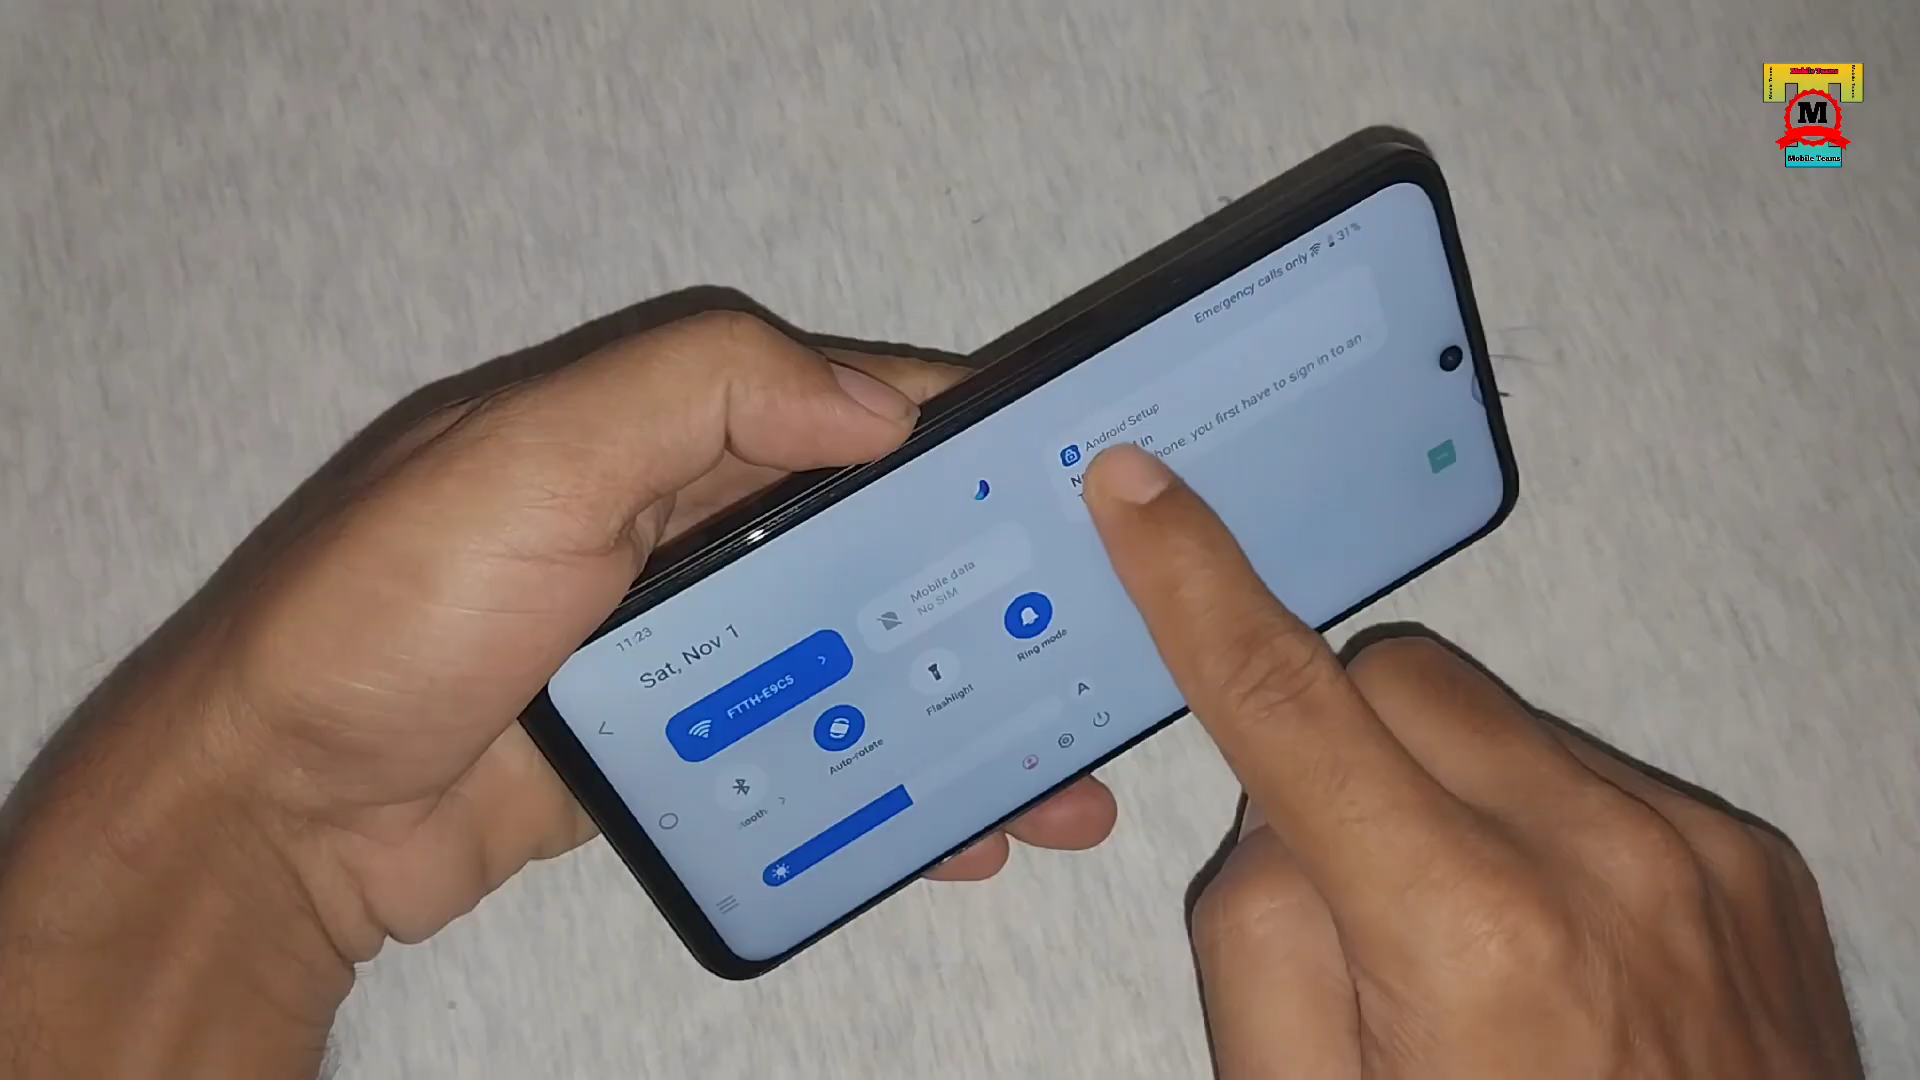 Mobile Teams
M
Mobile Teams
Emergency calls only 31%
Android Setup
in
phone, you first have to sign in to an
11:23
Sat, Nov 1
FTTH-E9C5
Mobile data
No SIM
Auto-rotate
Flashlight
Ring mode
A